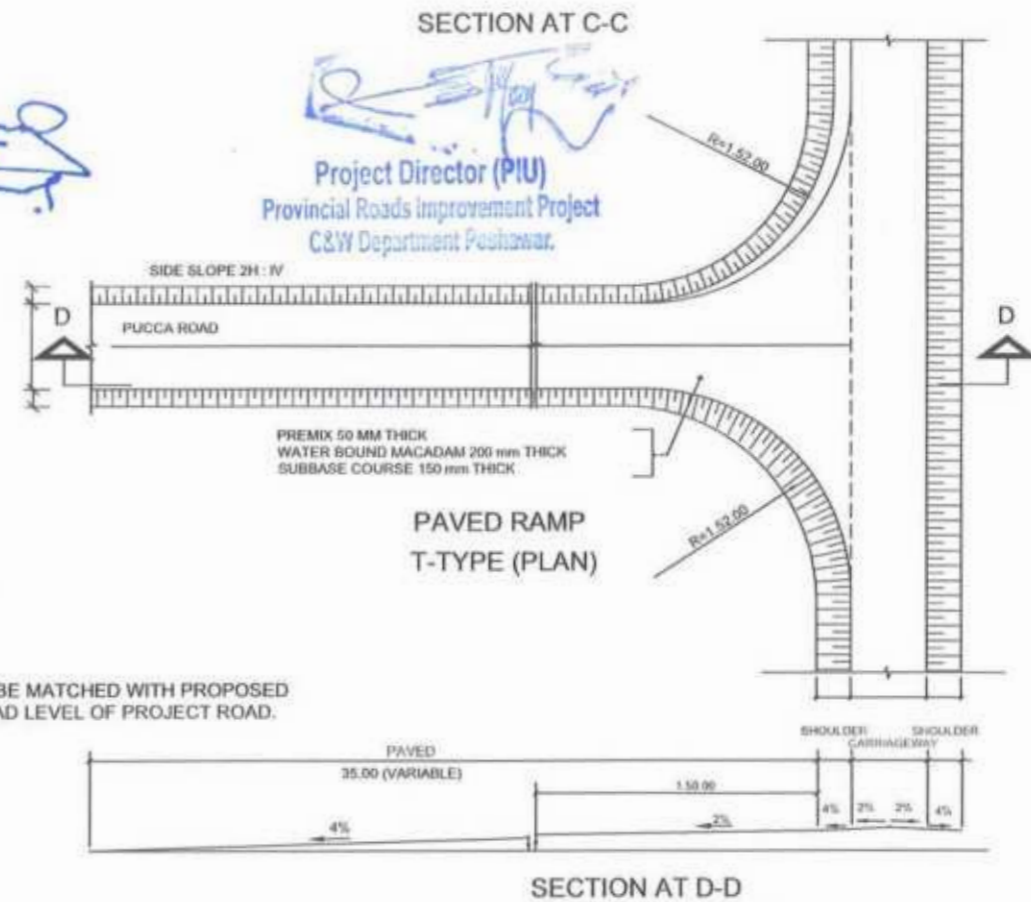 SECTION AT C-C
Project Director (PIU)
Provincial Roads Improvement Project
C&W Department Peshawar.
R=1.52.00
SIDE SLOPE 2H : IV
D
PUCCA ROAD
D
PREMIX 50 MM THICK
WATER BOUND MACADAM 200 mm THICK
SUBBASE COURSE 150 mm THICK
PAVED RAMP
T-TYPE (PLAN)
R=1.52.00
BE MATCHED WITH PROPOSED
AD LEVEL OF PROJECT ROAD.
SHOULDER SHOULDER
CARRIAGEWAY
PAVED
35.00 (VARIABLE)
1.50.00
4% 2% 2% 4%
4% 2%
SECTION AT D-D